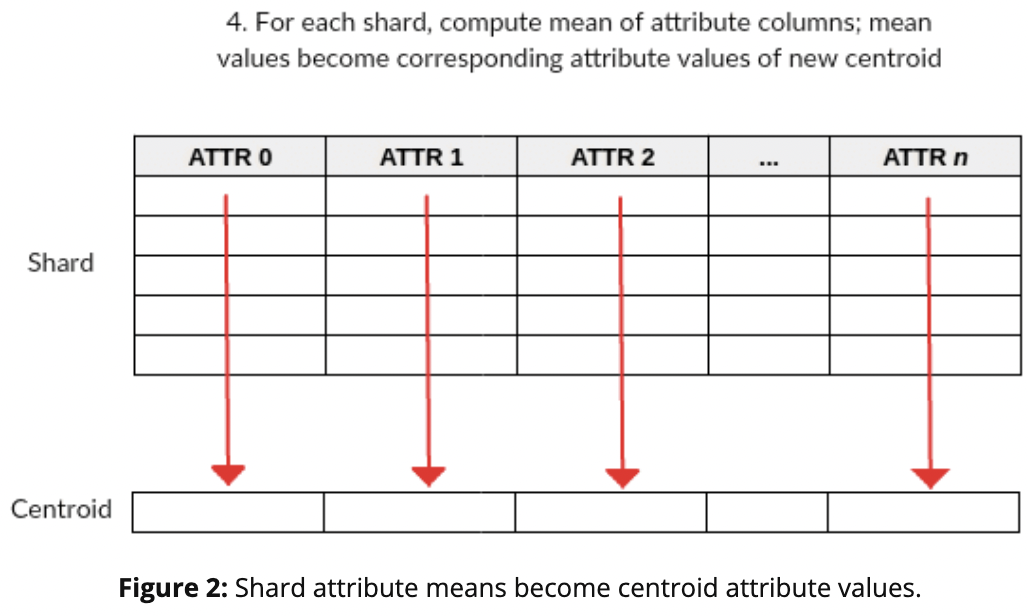 4. For each shard, compute mean of attribute columns; mean
values become corresponding attribute values of new centroid
ATTR 0 ATTR 1 ATTR 2 ... ATTR n
Shard
Centroid
Figure 2: Shard attribute means become centroid attribute values.